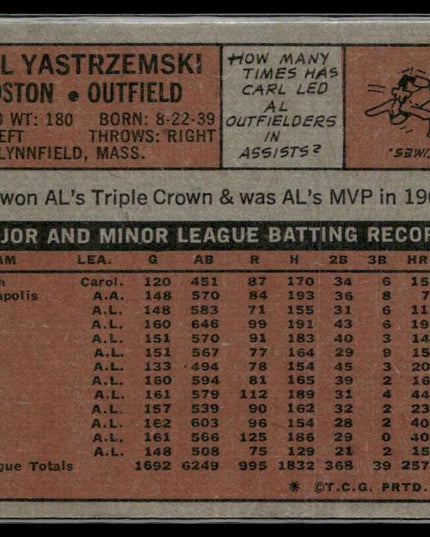 L YASTRZEMSKI
OSTON • OUTFIELD
0 WT: 180 BORN: 8-22-39
EFT THROWS: RIGHT
LYNNFIELD, MASS.
HOW MANY
TIMES HAS
CARL LED
AL
OUTFIELDERS
IN
ASSISTS?
won AL's Triple Crown & was AL's MVP in 196
JOR AND MINOR LEAGUE BATTING RECOR
AM LEA. G AB R H 2B 3B HR
h Carol. 120 451 87 170 34 6 15
apolis A.A. 148 570 84 193 36 8 7
A.L. 148 583 71 155 31 6 11
A.L. 160 646 99 191 43 6 19
A.L. 151 570 91 183 40 3 14
A.L. 151 567 77 164 29 9 15
A.L. 133 494 78 154 45 3 20
A.L. 160 594 81 165 39 2 16
A.L. 161 579 112 189 31 4 44
A.L. 157 539 90 162 32 2 23
A.L. 162 603 96 154 28 2 40
A.L. 161 566 125 186 29 0 40
A.L. 148 508 75 129 21 2 15
gue Totals 1692 6249 995 1832 368 39 257
* ©T.C.G. PRTD.